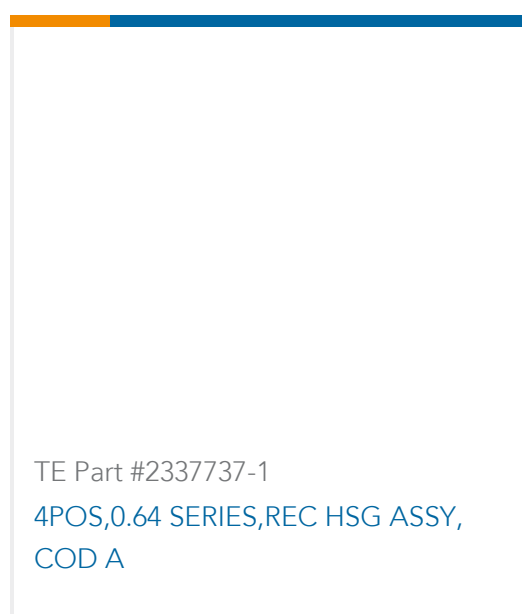 TE Part #2337737-1
4POS,0.64 SERIES,REC HSG ASSY,
COD A